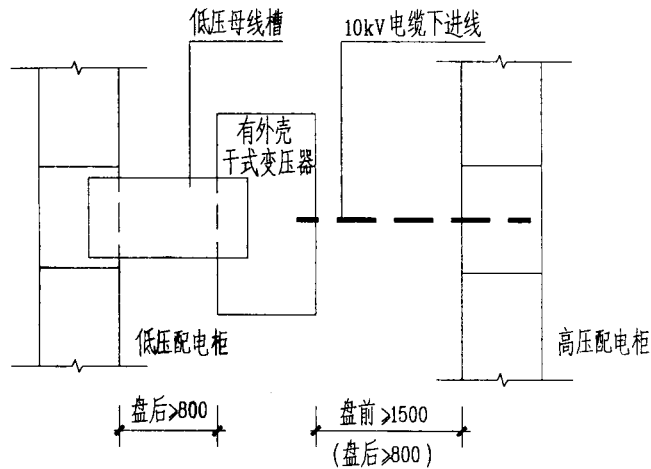 低压母线槽
10kV电缆下进线
有外壳
干式变压器
低压配电柜
高压配电柜
盘后≥800
盘前≥1500
(盘后≥800)